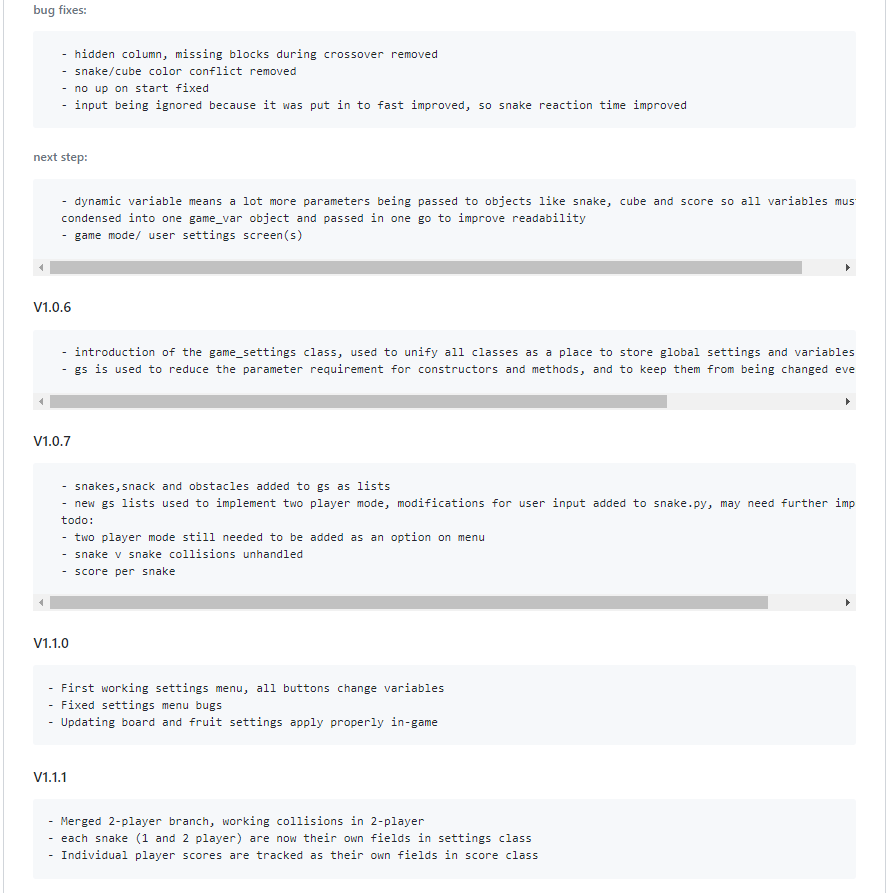 bug fixes:
- hidden column, missing blocks during crossover removed
- snake/cube color conflict removed
- no up on start fixed
- input being ignored because it was put in to fast improved, so snake reaction time improved
next step:
- dynamic variable means a lot more parameters being passed to objects like snake, cube and score so all variables
condensed into one game_var object and passed in one go to improve readability
- game mode/ user settings screen(s)
V1.0.6
- introduction of the game_settings class, used to unify all classes as a place to store global settings and variables
- gs is used to reduce the parameter requirement for constructors and methods, and to keep them from being changed
V1.0.7
- snakes,snack and obstacles added to gs as lists
- new gs lists used to implement two player mode, modifications for user input added to snake.py, may need further
todo:
- two player mode still needed to be added as an option on menu
- snake v snake collisions unhandled
- score per snake
V1.1.0
- First working settings menu, all buttons change variables
- Fixed settings menu bugs
- Updating board and fruit settings apply properly in-game
V1.1.1
- Merged 2-player branch, working collisions in 2-player
- each snake (1 and 2 player) are now their own fields in settings class
- Individual player scores are tracked as their own fields in score class